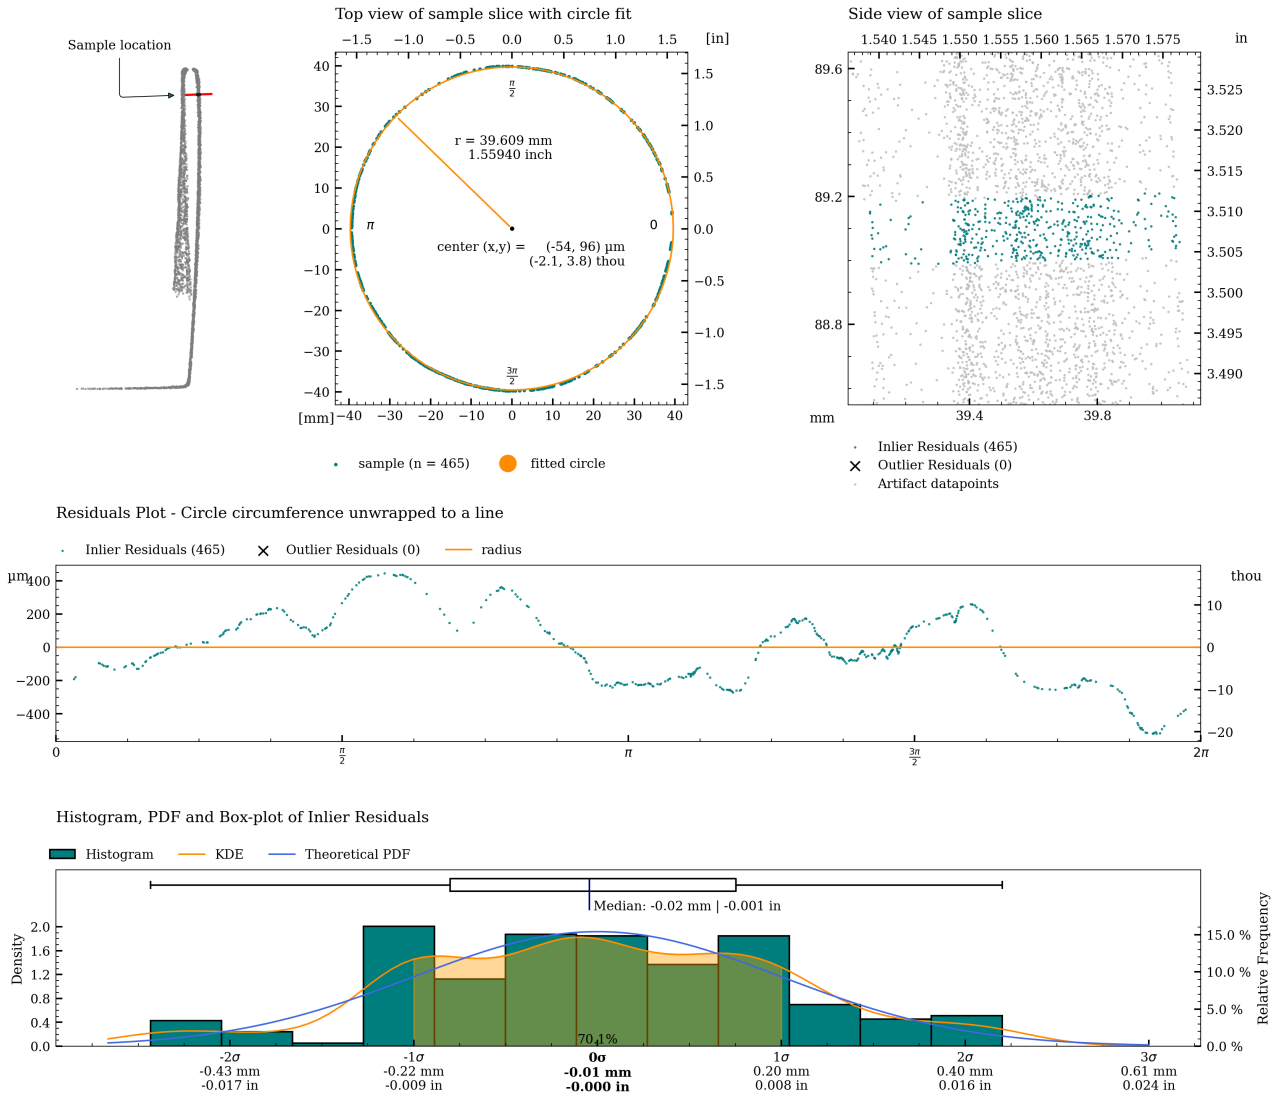 Sample location
Top view of sample slice with circle fit
−1.5 −1.0 −0.5 0.0 0.5 1.0 1.5 [in]
40
30
20
10
0
−10
−20
−30
−40
π/2
r = 39.609 mm
1.55940 inch
π
0
center (x,y) = (-54, 96) µm
(-2.1, 3.8) thou
3π/2
1.5
1.0
0.5
0.0
−0.5
−1.0
−1.5
[mm] −40 −30 −20 −10 0 10 20 30 40
sample (n = 465) fitted circle
Side view of sample slice
1.540 1.545 1.550 1.555 1.560 1.565 1.570 1.575 in
89.6
89.2
88.8
3.525
3.520
3.515
3.510
3.505
3.500
3.495
3.490
mm 39.4 39.8
Inlier Residuals (465)
Outlier Residuals (0)
Artifact datapoints
Residuals Plot - Circle circumference unwrapped to a line
Inlier Residuals (465) Outlier Residuals (0) radius
µm thou
400
200
0
−200
−400
10
0
−10
−20
0 π/2 π 3π/2 2π
Histogram, PDF and Box-plot of Inlier Residuals
Histogram KDE Theoretical PDF
Median: -0.02 mm | -0.001 in
Density
2.0
1.6
1.2
0.8
0.4
0.0
70.1%
15.0 %
10.0 %
5.0 %
0.0 %
Relative Frequency
-2σ -1σ 0σ 1σ 2σ 3σ
-0.43 mm -0.22 mm -0.01 mm 0.20 mm 0.40 mm 0.61 mm
-0.017 in -0.009 in -0.000 in 0.008 in 0.016 in 0.024 in